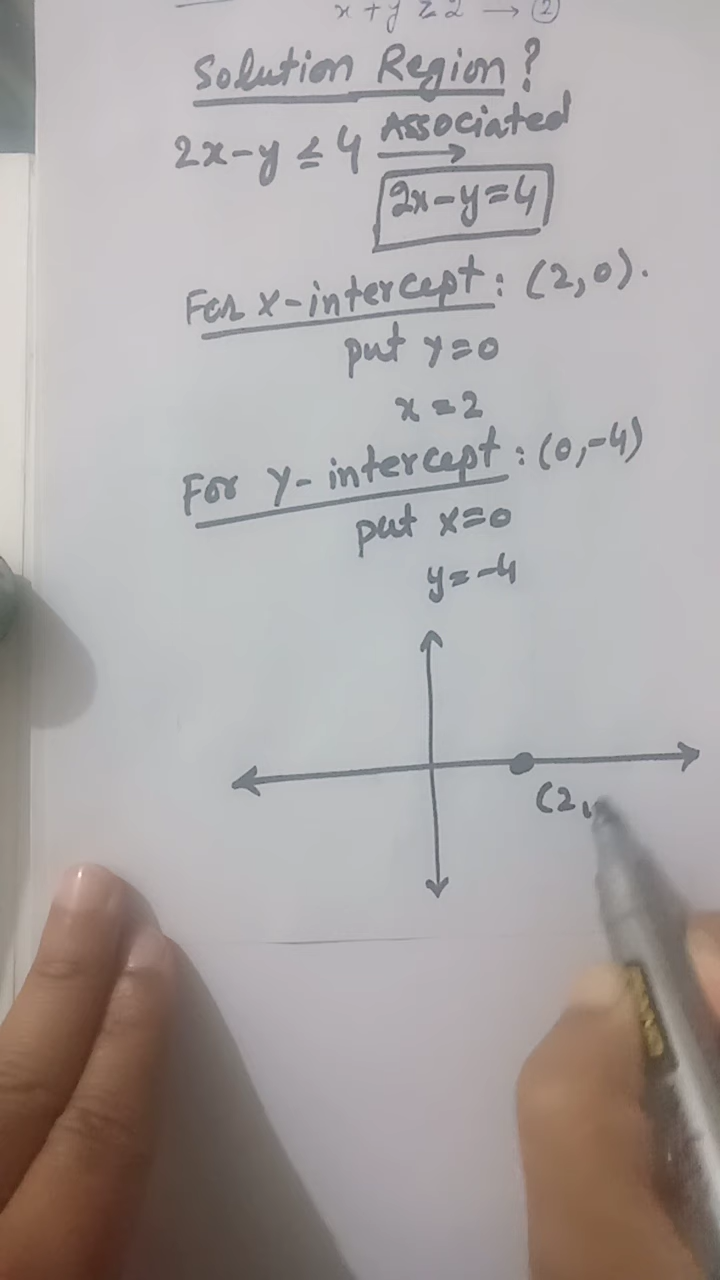 x + y ≥ 2 → ②
Solution Region?
2x-y ≤ 4 Associated
2x-y=4
For x-intercept: (2,0).
put y=0
x=2
For y-intercept: (0,-4)
put x=0
y=-4
(2,